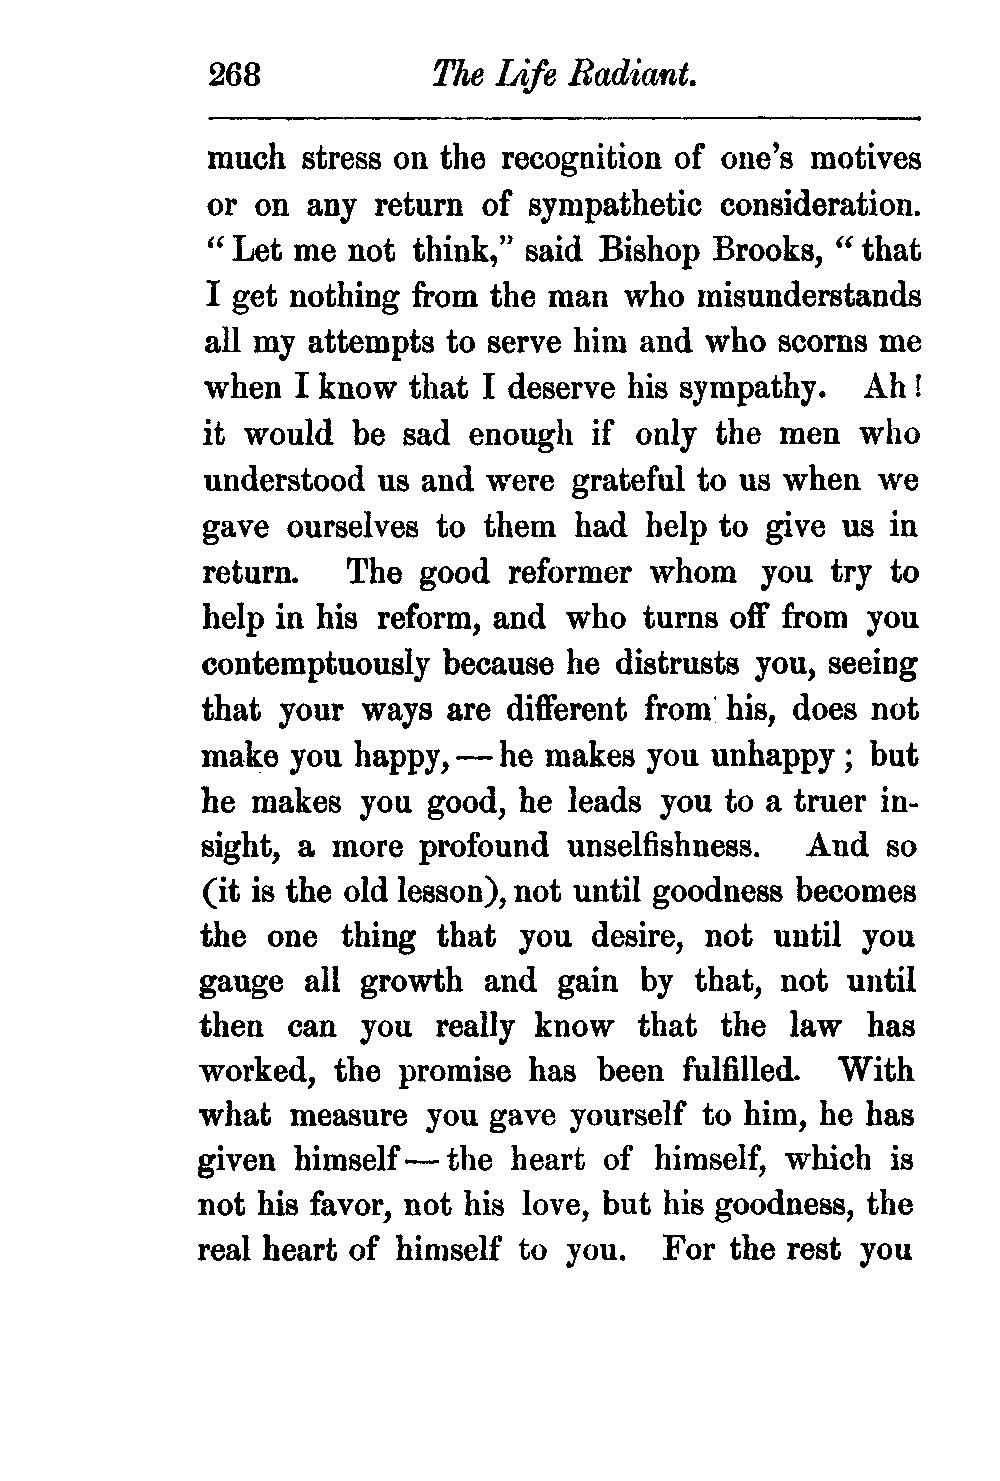 268 The Life Radiant.
much stress on the recognition of one's motives
or on any return of sympathetic consideration.
“Let me not think,” said Bishop Brooks, “that
I get nothing from the man who misunderstands
all my attempts to serve him and who scorns me
when I know that I deserve his sympathy. Ah!
it would be sad enough if only the men who
understood us and were grateful to us when we
gave ourselves to them had help to give us in
return. The good reformer whom you try to
help in his reform, and who turns off from you
contemptuously because he distrusts you, seeing
that your ways are different from his, does not
make you happy,—he makes you unhappy; but
he makes you good, he leads you to a truer in-
sight, a more profound unselfishness. And so
(it is the old lesson), not until goodness becomes
the one thing that you desire, not until you
gauge all growth and gain by that, not until
then can you really know that the law has
worked, the promise has been fulfilled. With
what measure you gave yourself to him, he has
given himself—the heart of himself, which is
not his favor, not his love, but his goodness, the
real heart of himself to you. For the rest you